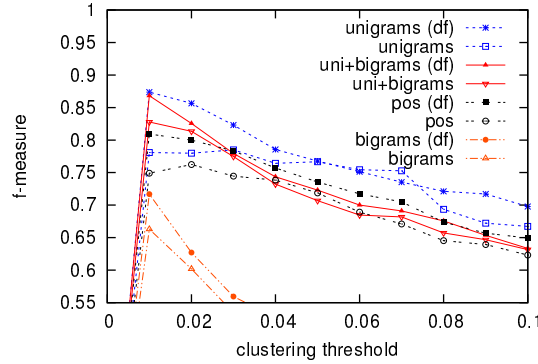 1
0.95
0.9
0.85
0.8
0.75
0.7
0.65
0.6
0.55
f-measure
unigrams (df)
unigrams
uni+bigrams (df)
uni+bigrams
pos (df)
pos
bigrams (df)
bigrams
0 0.02 0.04 0.06 0.08 0.1
clustering threshold